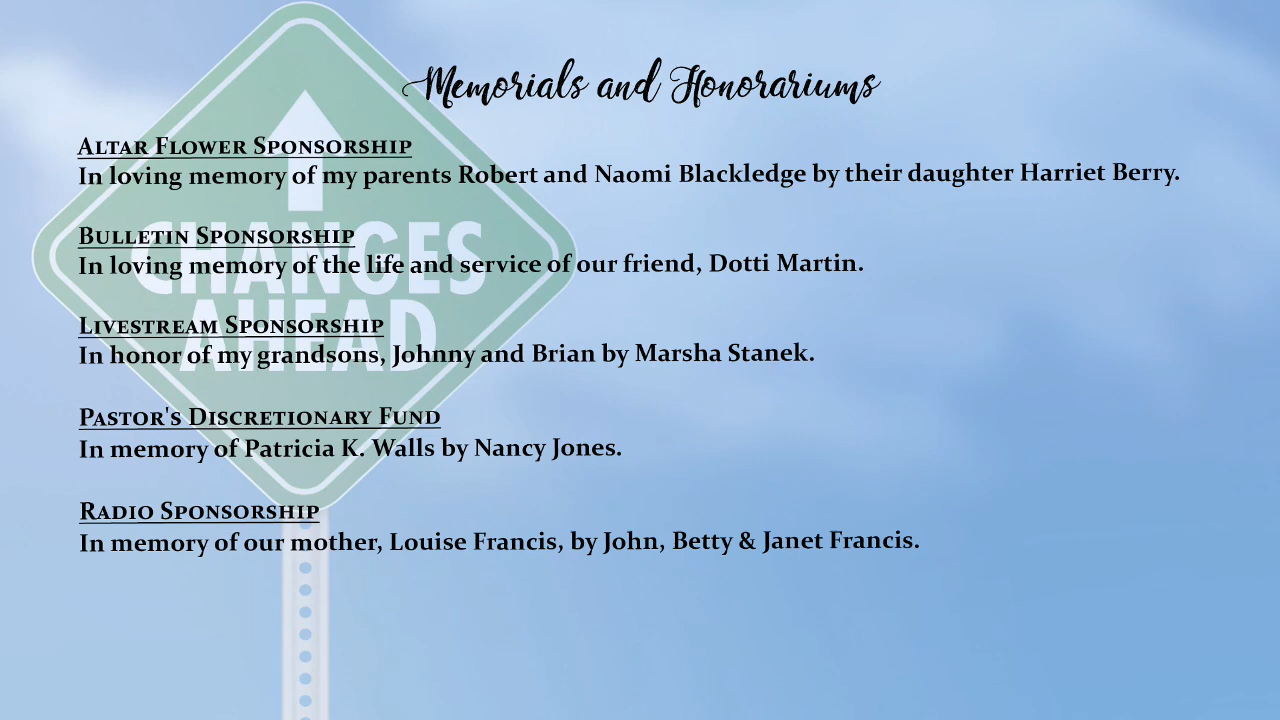 Memorials and Honorariums
Altar Flower Sponsorship
In loving memory of my parents Robert and Naomi Blackledge by their daughter Harriet Berry.
Bulletin Sponsorship
In loving memory of the life and service of our friend, Dotti Martin.
Livestream Sponsorship
In honor of my grandsons, Johnny and Brian by Marsha Stanek.
Pastor's Discretionary Fund
In memory of Patricia K. Walls by Nancy Jones.
Radio Sponsorship
In memory of our mother, Louise Francis, by John, Betty & Janet Francis.
CHANGES
AHEAD